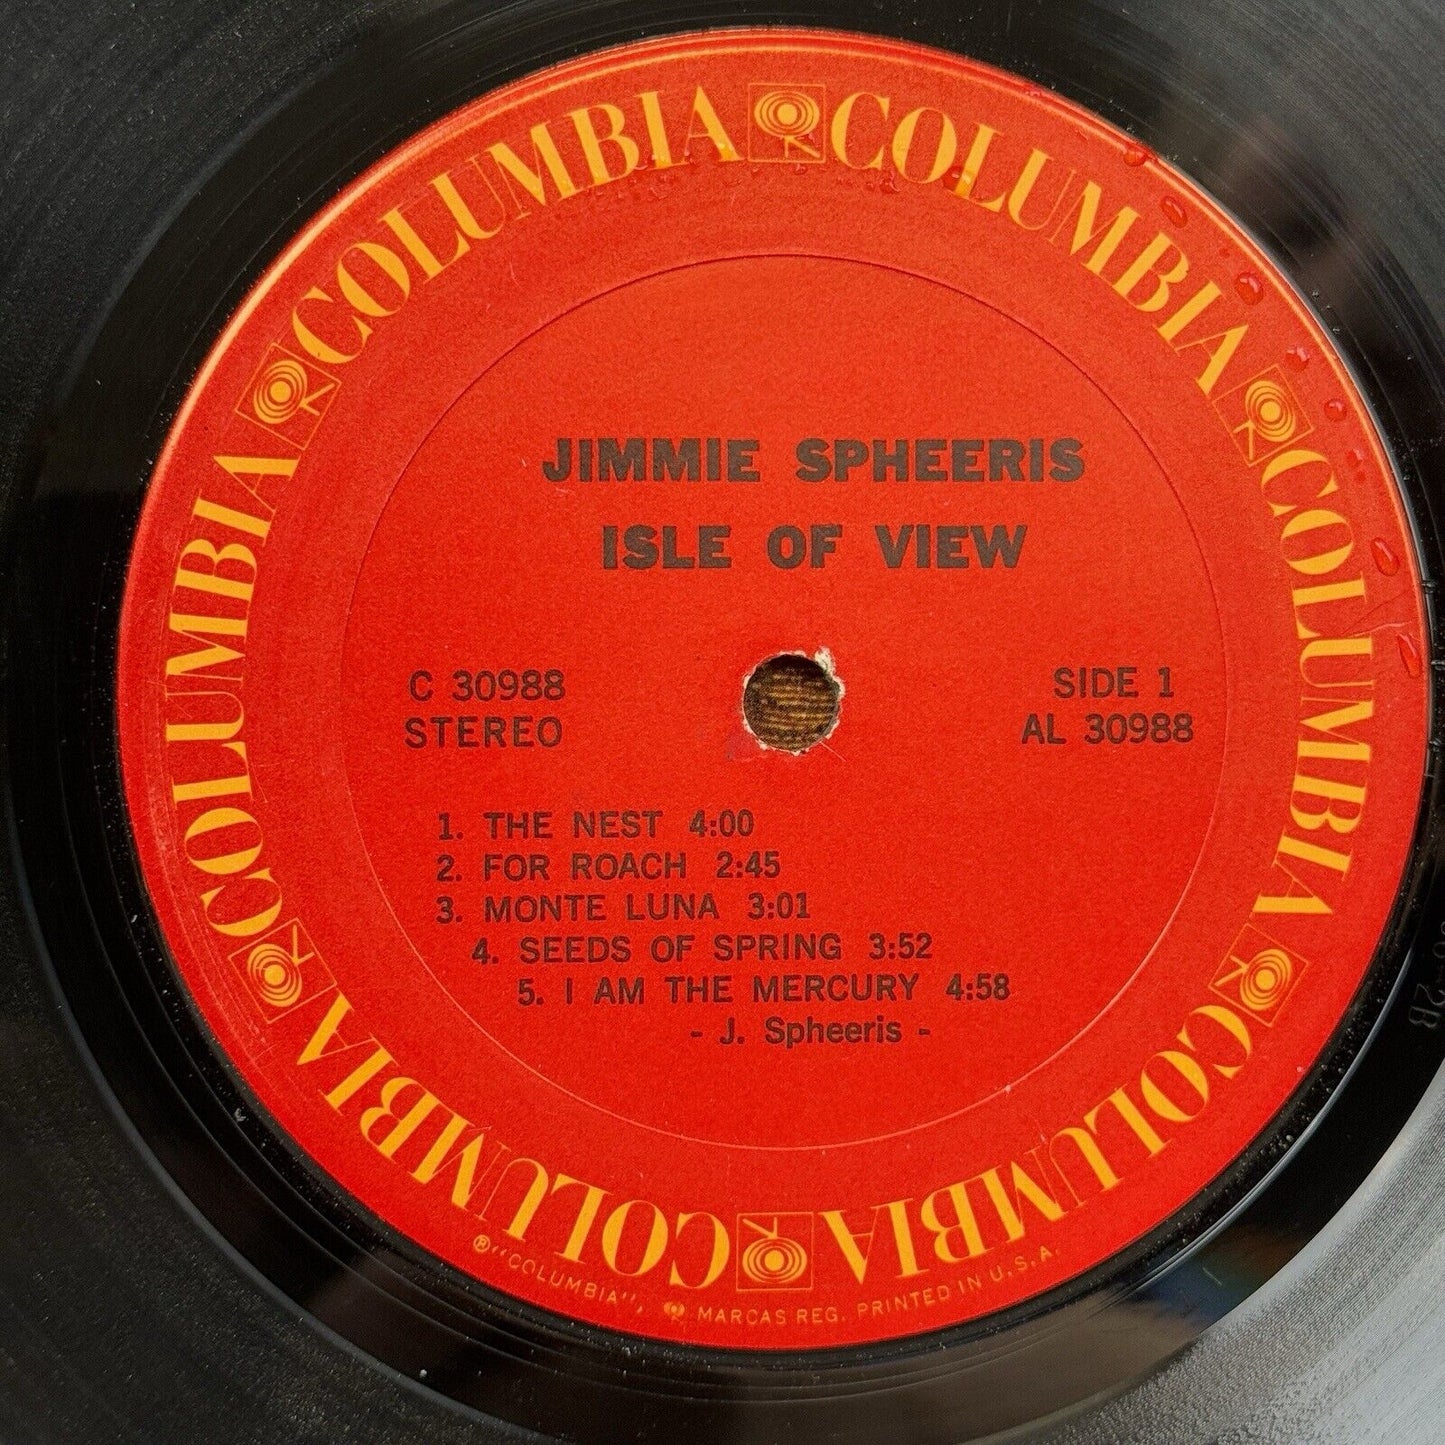 COLUMBIA COLUMBIA COLUMBIA COLUMBIA COLUMBIA COLUMBIA
JIMMIE SPHEERIS
ISLE OF VIEW
C 30988
STEREO
SIDE 1
AL 30988
1. THE NEST 4:00
2. FOR ROACH 2:45
3. MONTE LUNA 3:01
4. SEEDS OF SPRING 3:52
5. I AM THE MERCURY 4:58
- J. Spheeris -
®"COLUMBIA", MARCAS REG. PRINTED IN U.S.A.